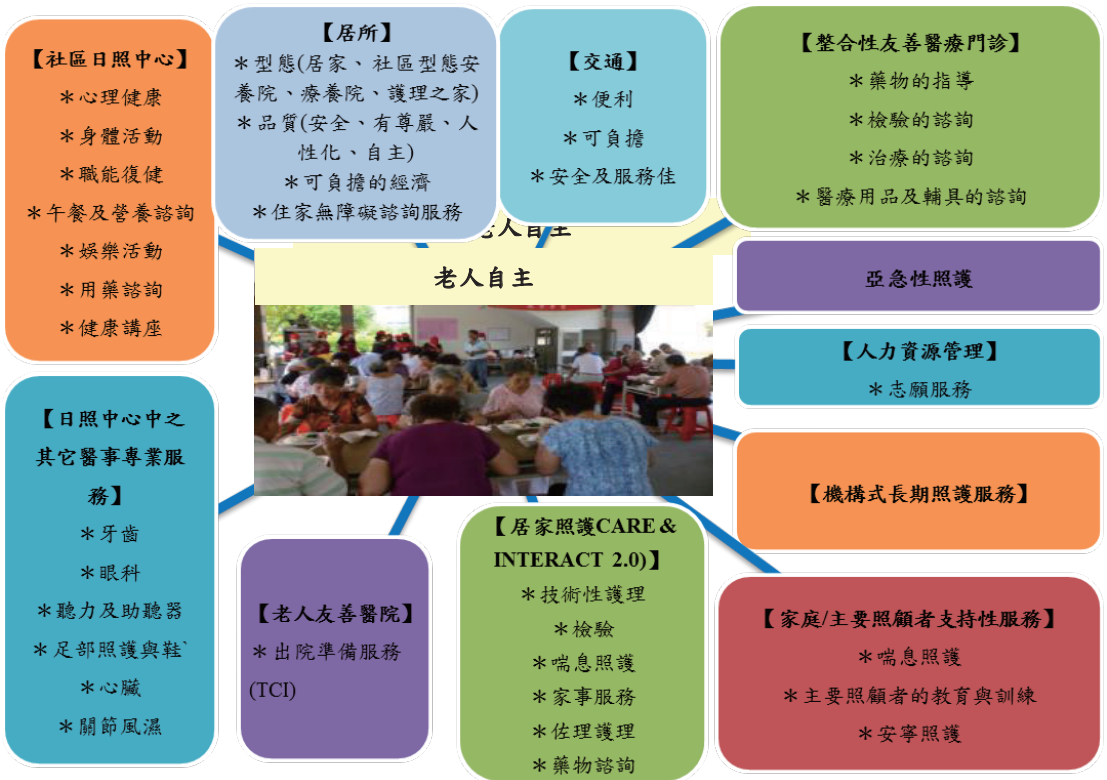 【社區日照中心】
＊心理健康
＊身體活動
＊職能復健
＊午餐及營養諮詢
＊娛樂活動
＊用藥諮詢
＊健康講座
【居所】
＊型態(居家、社區型態安
養院、療養院、護理之家)
＊品質(安全、有尊嚴、人
性化、自主)
＊可負擔的經濟
＊住家無障礙諮詢服務
【交通】
＊便利
＊可負擔
＊安全及服務佳
【整合性友善醫療門診】
＊藥物的指導
＊檢驗的諮詢
＊治療的諮詢
＊醫療用品及輔具的諮詢
老人自主
老人自主
亞急性照護
【人力資源管理】
＊志願服務
【機構式長期照護服務】
【日照中心中之
其它醫事專業服
務】
＊牙齒
＊眼科
＊聽力及助聽器
＊足部照護與鞋`
＊心臟
＊關節風濕
【老人友善醫院】
＊出院準備服務
(TCI)
【居家照護CARE &
INTERACT 2.0)】
＊技術性護理
＊檢驗
＊喘息照護
＊家事服務
＊佐理護理
＊藥物諮詢
【家庭/主要照顧者支持性服務】
＊喘息照護
＊主要照顧者的教育與訓練
＊安寧照護